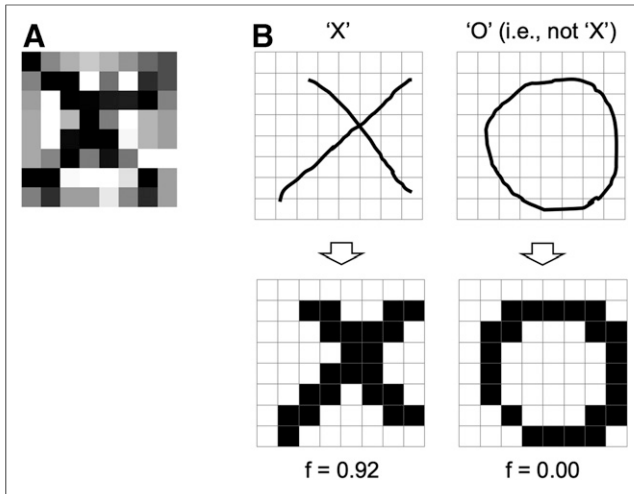 A
B
‘X’
‘O’ (i.e., not ‘X’)
f = 0.92
f = 0.00